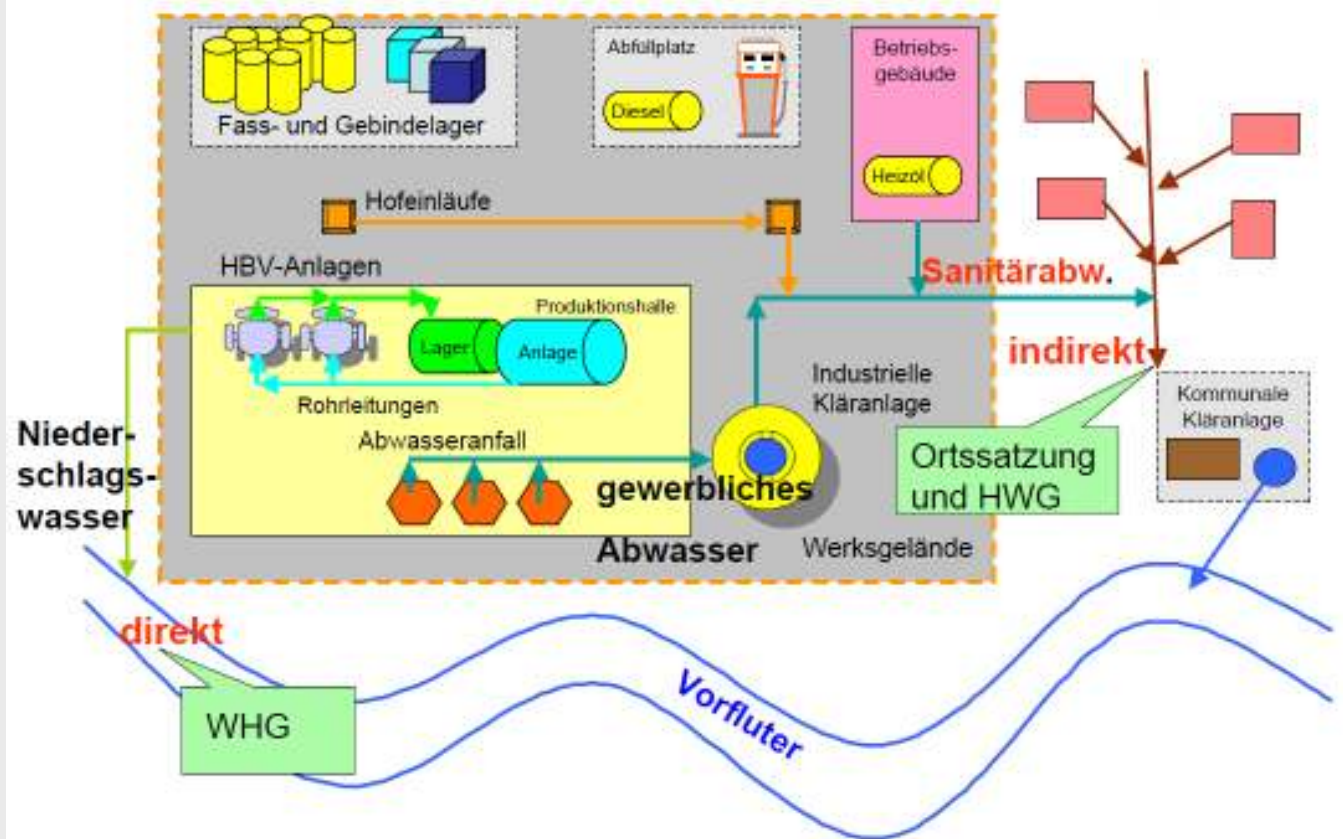 Fass- und Gebindelager
Abfüllplatz
Diesel
Betriebs-
gebäude
Heizöl
Hofeinläufe
HBV-Anlagen
Produktionshalle
Lager
Anlage
Rohrleitungen
Abwasseranfall
Sanitärabw.
indirekt
Industrielle
Kläranlage
Kommunale
Kläranlage
Ortssatzung
und HWG
Nieder-
schlags-
wasser
gewerbliches
Abwasser
Werksgelände
direkt
WHG
Vorfluter